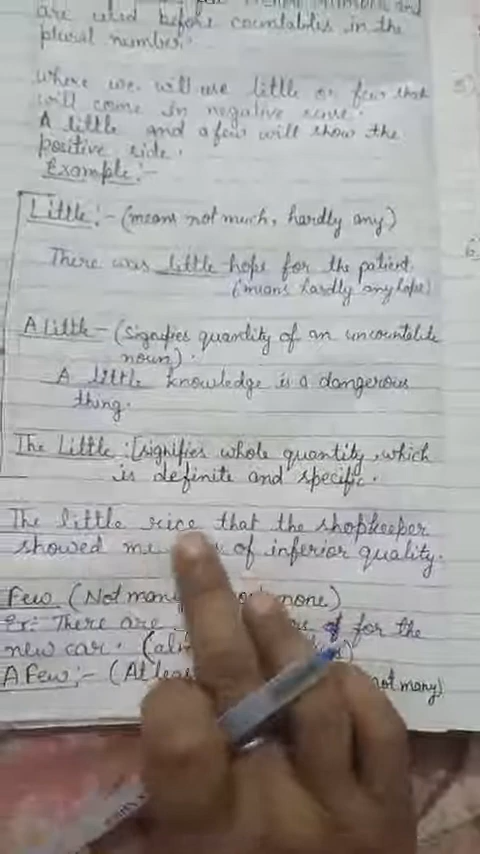 are used before countables in the
plural number.
where we will use little or few that
will come in negative sense.
A little and a few will show the
positive side.
Example:-
Little:- (means not much, hardly any)
There was little hope for the patient.
(means hardly any hope)
A little - (Signifies quantity of an uncountable
noun).
A little knowledge is a dangerous
thing.
The Little :[signifies whole quantity, which
is definite and specific.
The little rice that the shopkeeper
showed me of inferior quality.
Few (Not many none)
Ex: There are for the
new car.
A Few:- (At least not many)